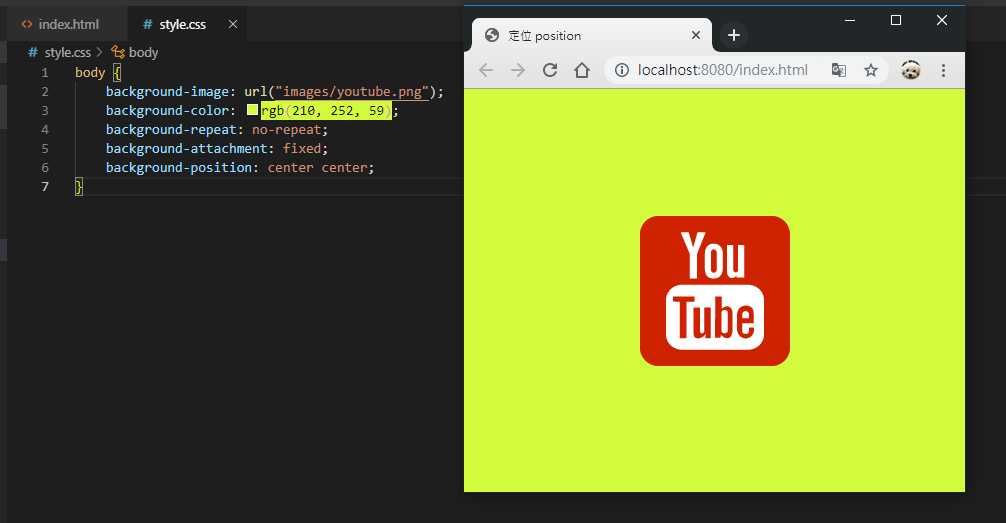 index.html
style.css
style.css > body
1 body {
2 background-image: url("images/youtube.png");
3 background-color: rgb(210, 252, 59);
4 background-repeat: no-repeat;
5 background-attachment: fixed;
6 background-position: center center;
7 }
定位 position
localhost:8080/index.html
You
Tube